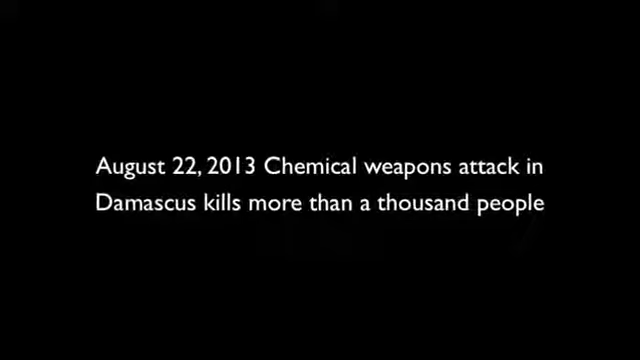 August 22, 2013 Chemical weapons attack in
Damascus kills more than a thousand people